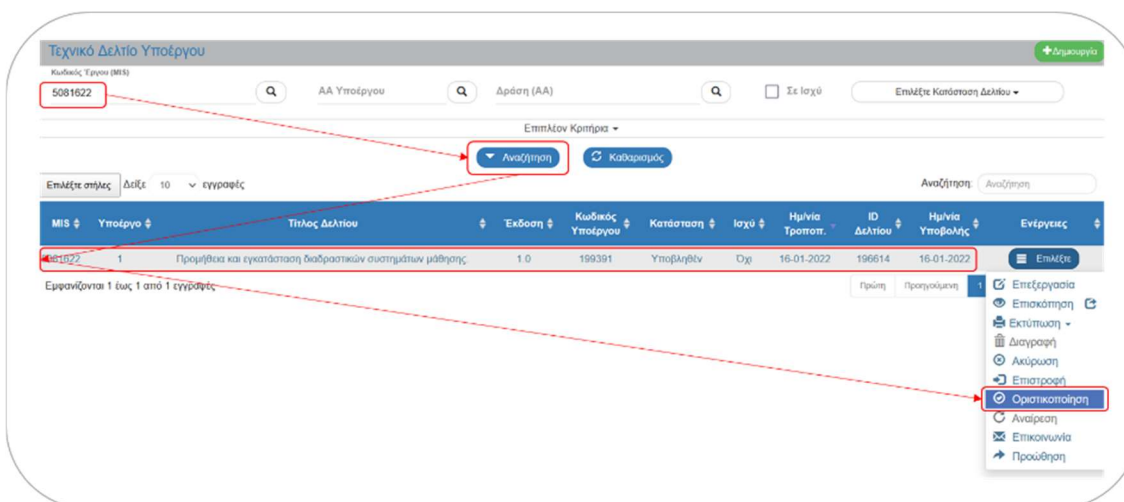 Τεχνικό Δελτίο Υποέργου
Δημιουργία
Κωδικός Έργου (MIS)
5081622 ΑΑ Υποέργου Δράση (ΑΑ) Σε Ισχύ Επιλέξτε Κατάσταση Δελτίου
Επιπλέον Κριτήρια
Αναζήτηση Καθαρισμός
Επιλέξτε στήλες Δείξε 10 εγγραφές Αναζήτηση: Αναζήτηση
MIS Υποέργο Τίτλος Δελτίου Έκδοση Κωδικός Υποέργου Κατάσταση Ισχύ Ημ/νία Τροποπ. ID Δελτίου Ημ/νία Υποβολής Ενέργειες
5081622 1 Προμήθεια και εγκατάσταση διαδραστικών συστημάτων μάθησης. 1.0 199391 Υποβληθέν Όχι 16-01-2022 196614 16-01-2022 Επιλέξτε
Εμφανίζονται 1 έως 1 από 1 εγγραφές Πρώτη Προηγούμενη 1
Επεξεργασία
Επισκόπηση
Εκτύπωση
Διαγραφή
Ακύρωση
Επιστροφή
Οριστικοποίηση
Αναίρεση
Επικοινωνία
Προώθηση